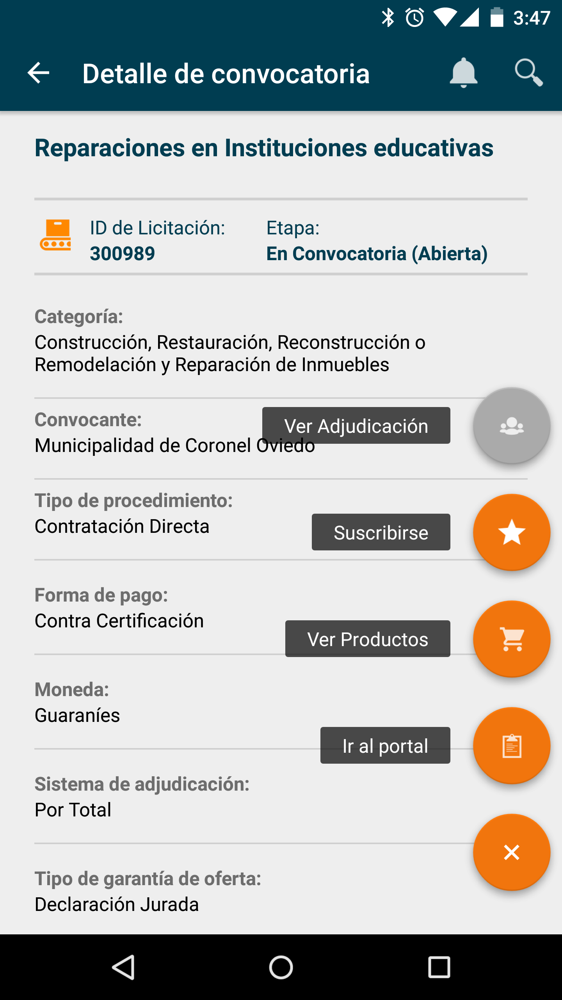 3:47
Detalle de convocatoria
Reparaciones en Instituciones educativas
ID de Licitación:
300989
Etapa:
En Convocatoria (Abierta)
Categoría:
Construcción, Restauración, Reconstrucción o
Remodelación y Reparación de Inmuebles
Convocante:
Ver Adjudicación
Municipalidad de Coronel Oviedo
Tipo de procedimiento:
Contratación Directa
Suscribirse
Forma de pago:
Contra Certificación
Ver Productos
Moneda:
Guaraníes
Ir al portal
Sistema de adjudicación:
Por Total
Tipo de garantía de oferta:
Declaración Jurada